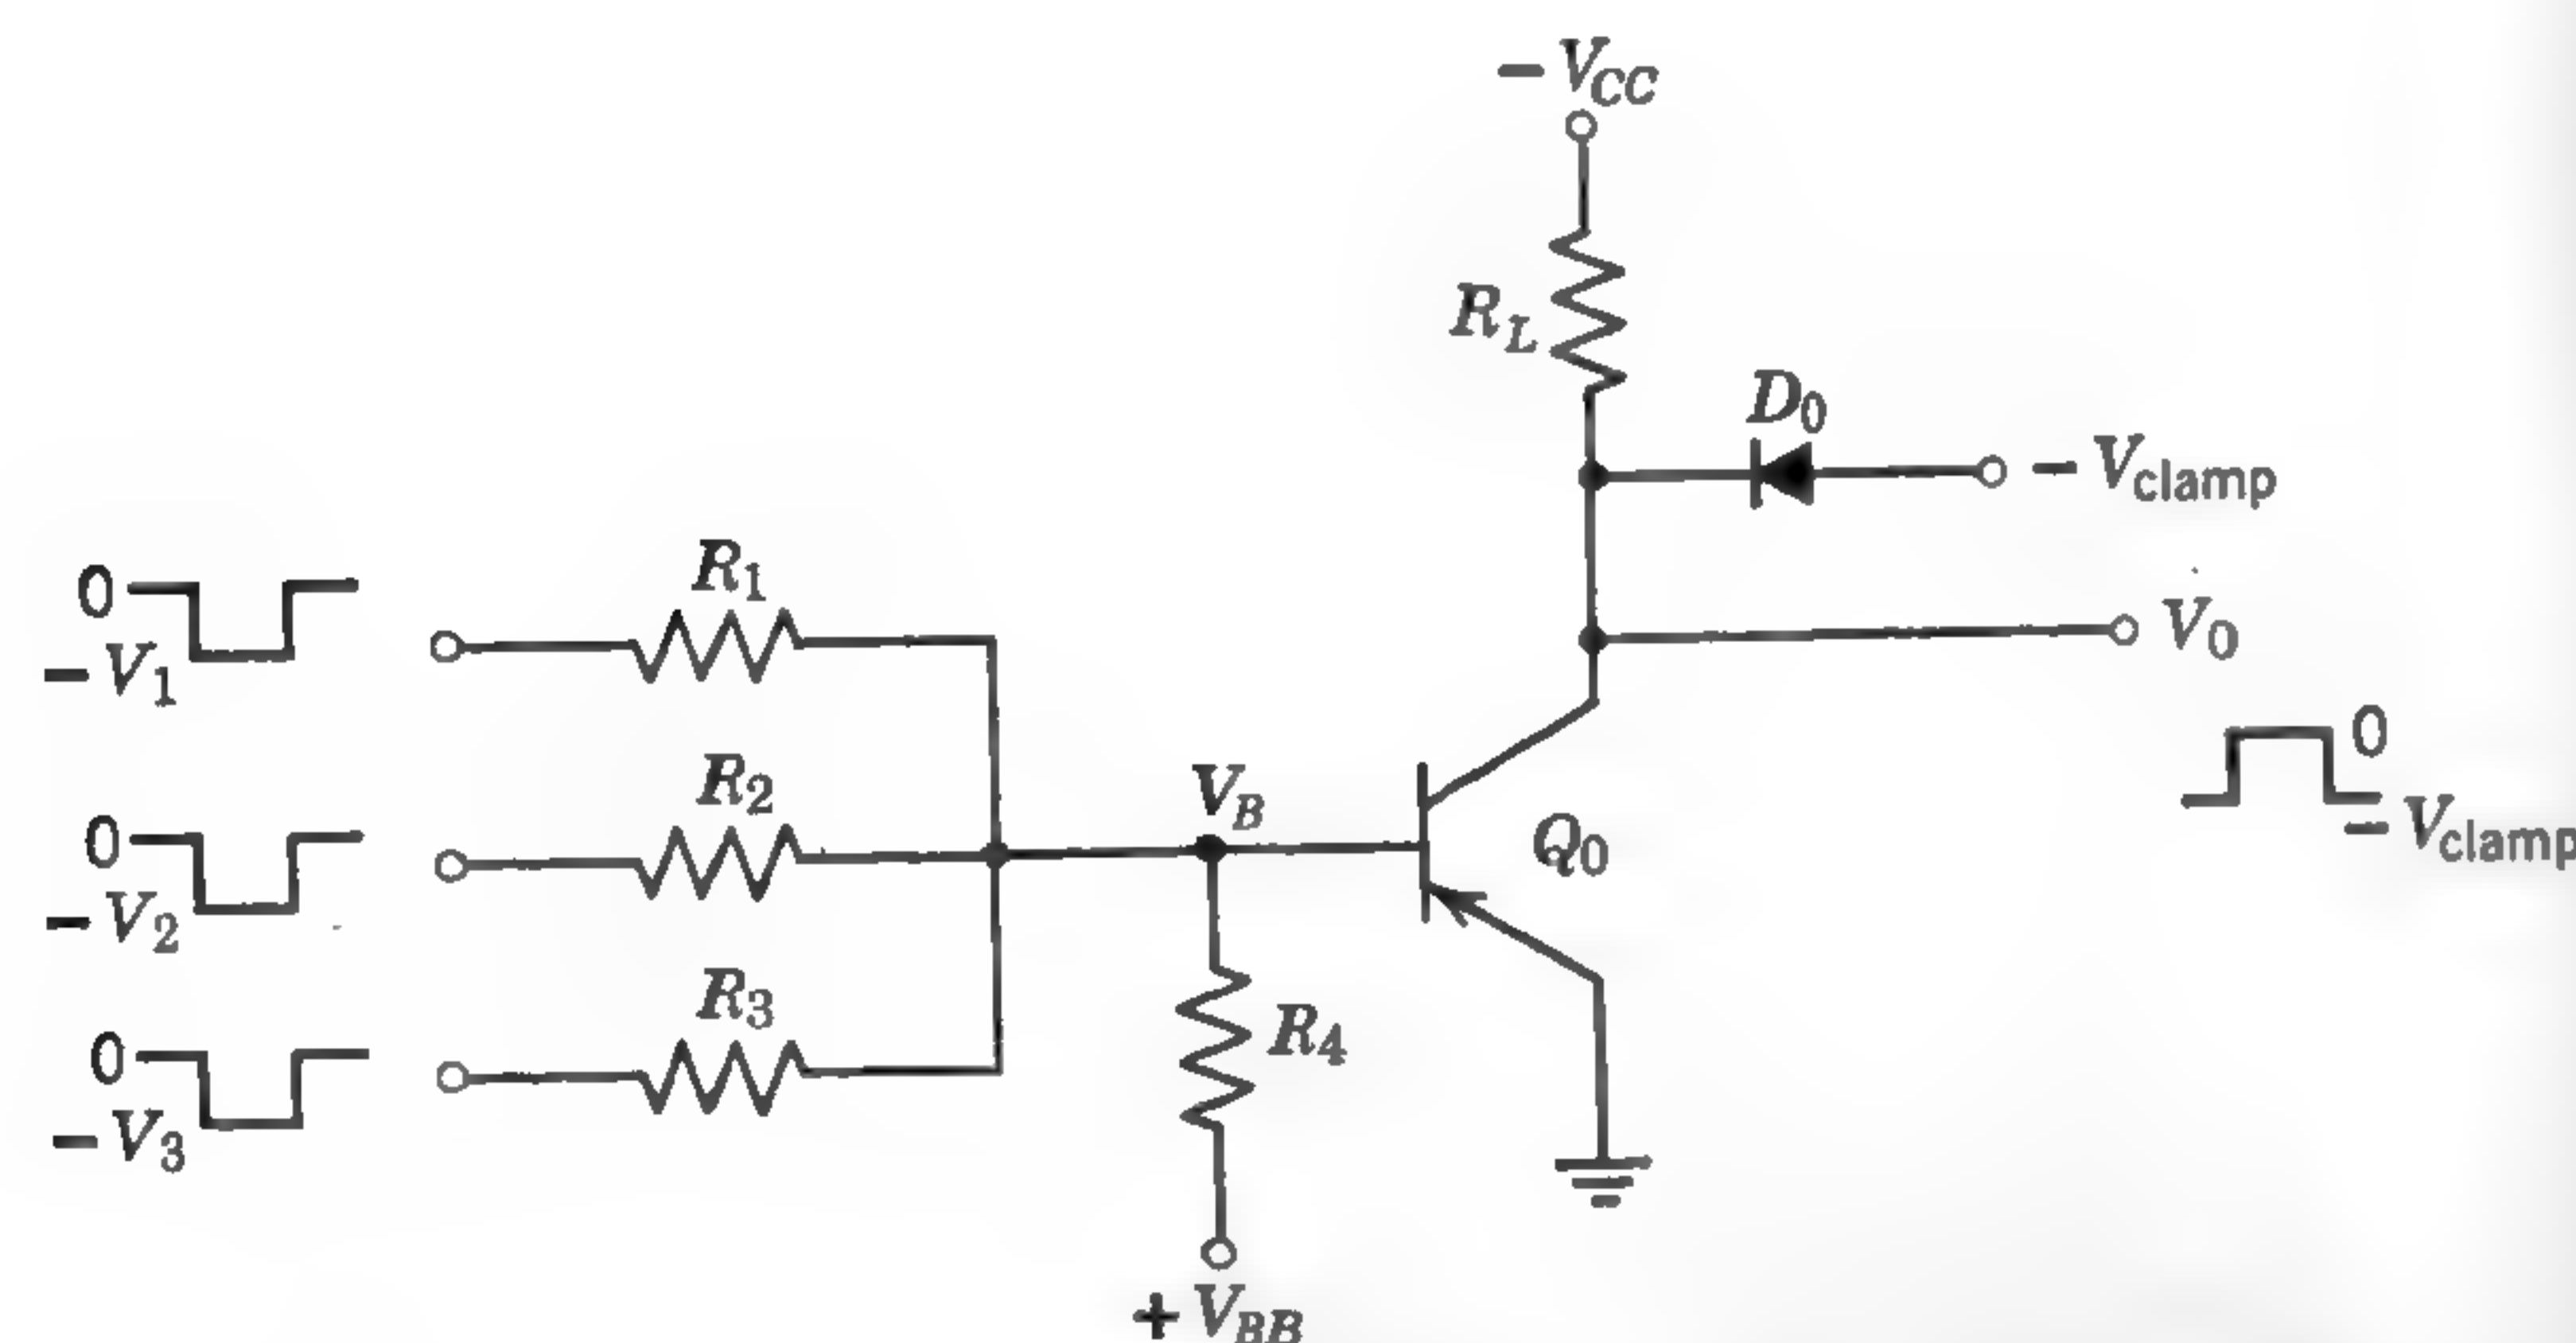 − V_CC
R_L
D_0
− V_clamp
R_1
0
− V_1
V_0
R_2
V_B
0
− V_clamp
0
− V_2
Q_0
R_3
0
− V_3
R_4
+ V_BB